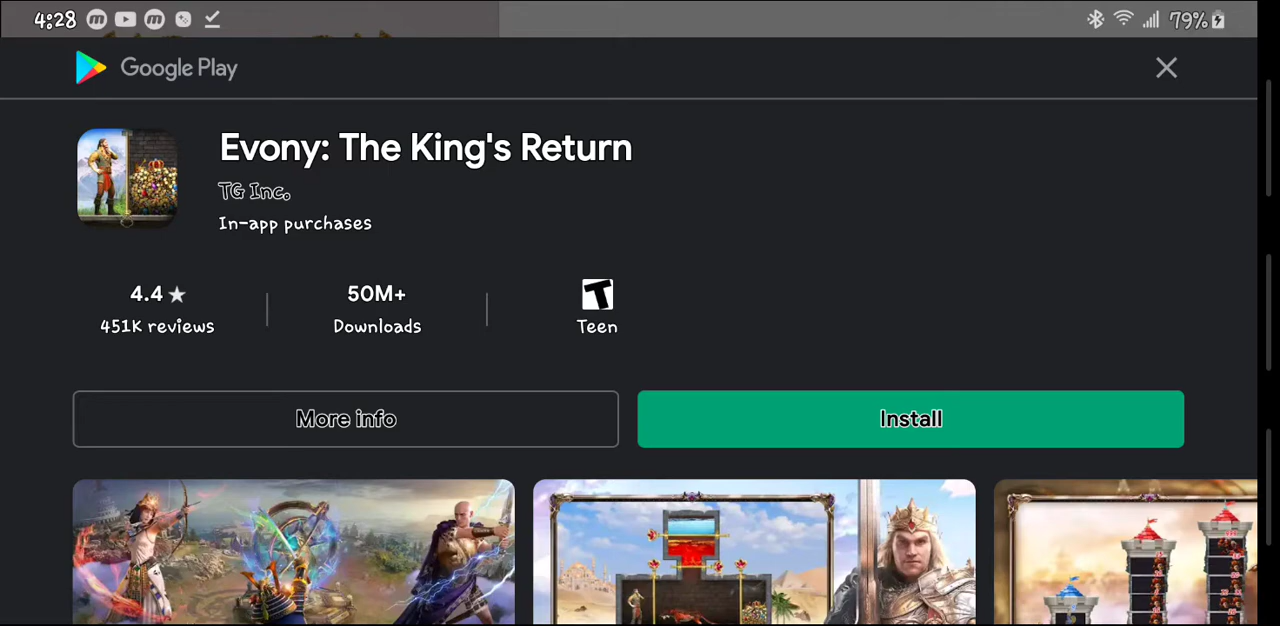 4:28
79%
Google Play
Evony: The King's Return
TG Inc.
In-app purchases
4.4★
50M+
451K reviews
Downloads
Teen
More info
Install